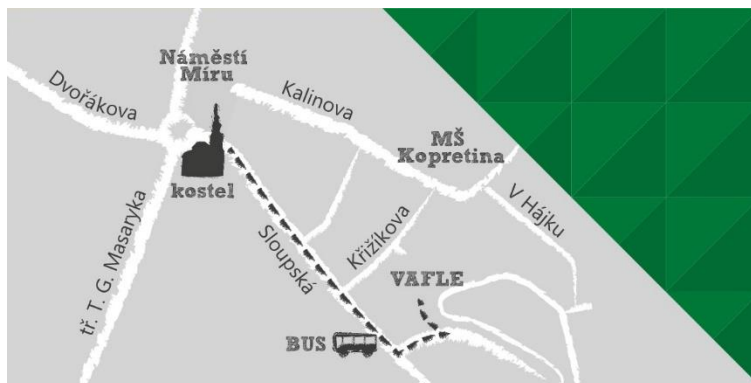 Náměstí
Míru
Dvořákova
Kalinova
MŠ
Kopretina
kostel
tř. T. G. Masaryka
Sloupská
Křižíkova
V Hájku
VAFLE
BUS